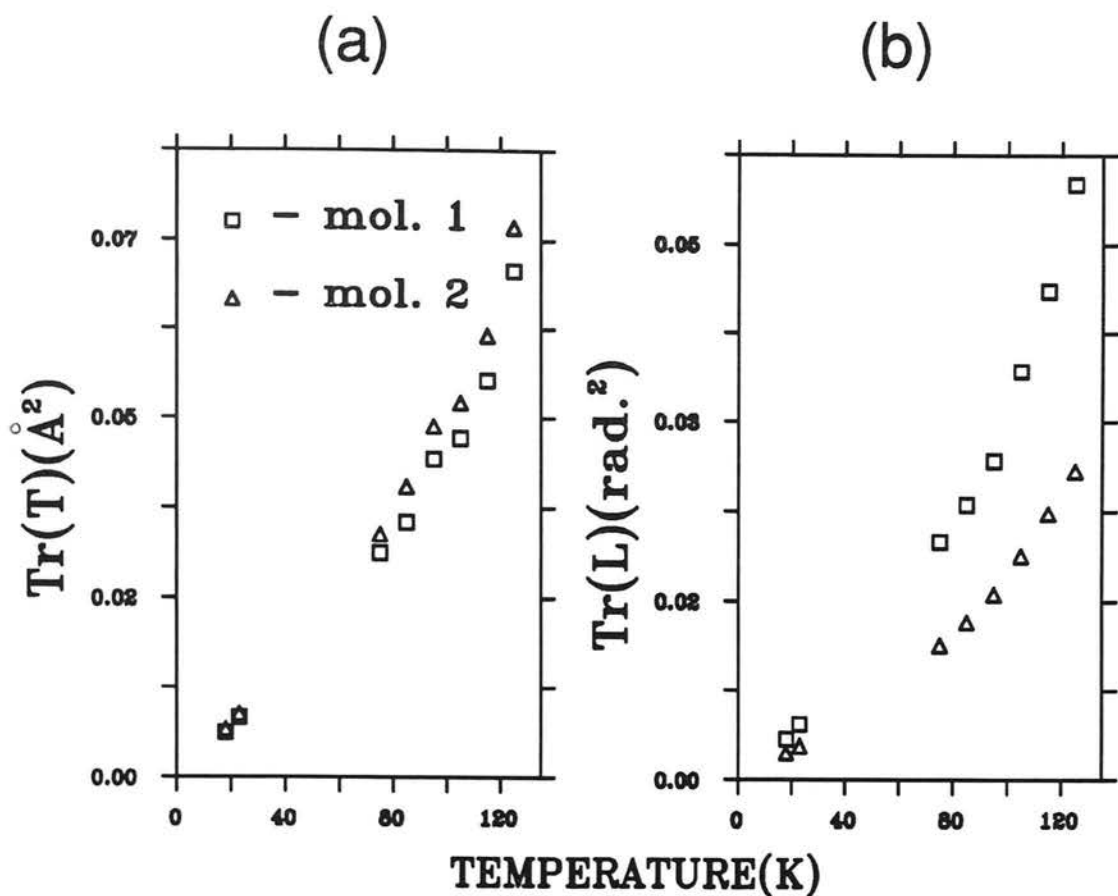 (a)
(b)
□ – mol. 1
△ – mol. 2
0.07
0.05
0.02
0.00
Tr(T)(Å²)
0 40 80 120
0.05
0.03
0.02
0.00
Tr(L)(rad.²)
0 40 80 120
TEMPERATURE(K)